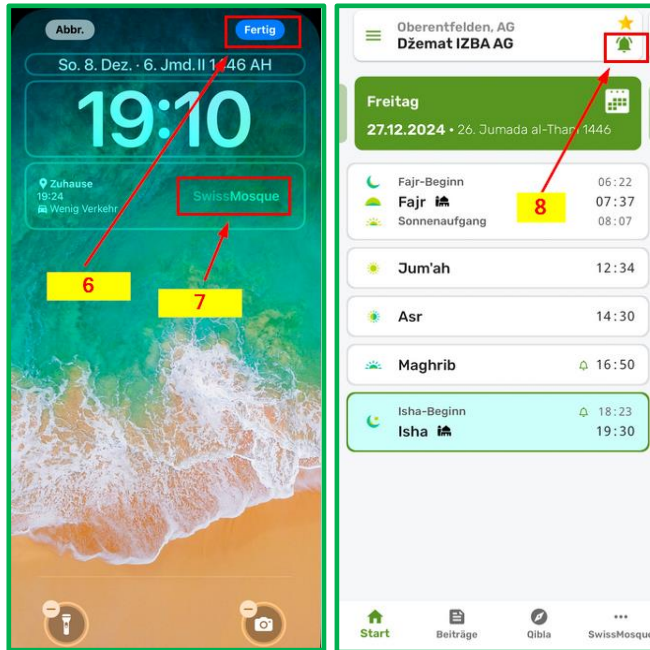 Abbr.
Fertig
So. 8. Dez. · 6. Jmd. II 1446 AH
19:10
Zuhause
19:24
Wenig Verkehr
SwissMosque
6
7
Oberentfelden, AG
Džemat IZBA AG
Freitag
27.12.2024 • 26. Jumada al-Thani 1446
Fajr-Beginn 06:22
Fajr 07:37
Sonnenaufgang 08:07
8
Jum'ah 12:34
Asr 14:30
Maghrib 16:50
Isha-Beginn 18:23
Isha 19:30
Start Beiträge Qibla SwissMosque